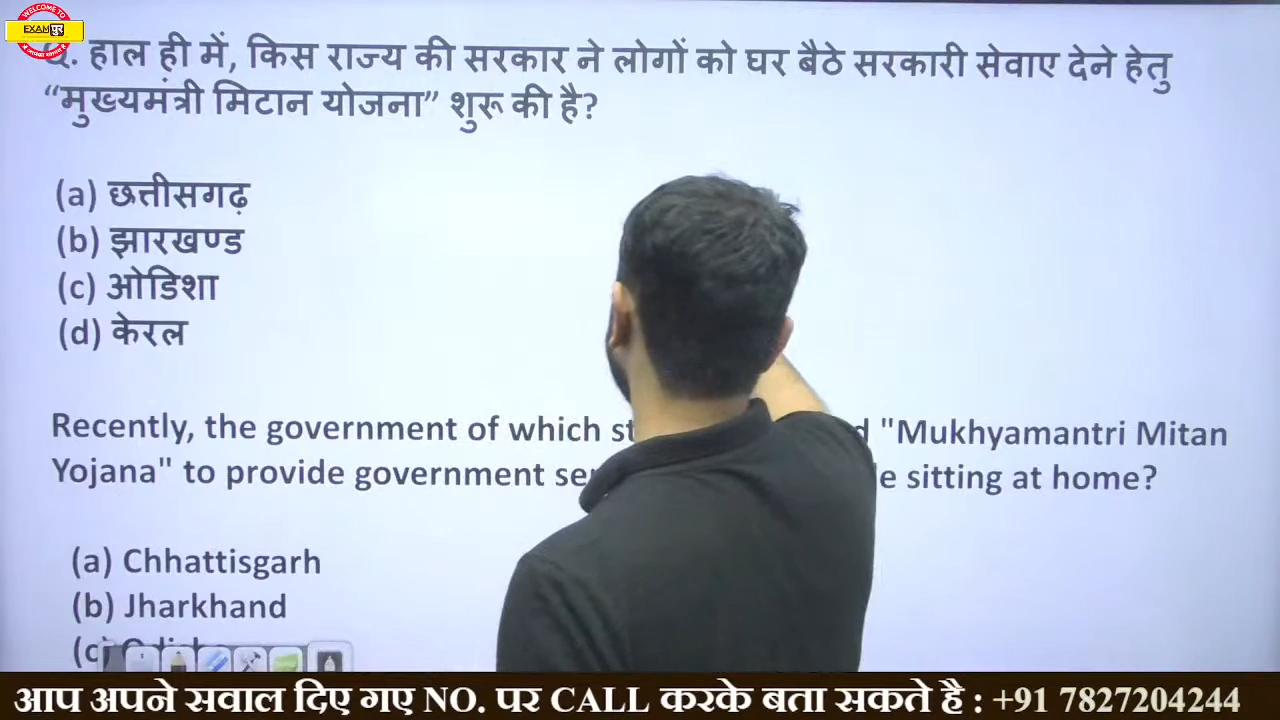 WELCOME TO
EXAM पुर
Q. हाल ही में, किस राज्य की सरकार ने लोगों को घर बैठे सरकारी सेवाए देने हेतु
“मुख्यमंत्री मिटान योजना” शुरू की है?
(a) छत्तीसगढ़
(b) झारखण्ड
(c) ओडिशा
(d) केरल
Recently, the government of which "Mukhyamantri Mitan
Yojana" to provide government sitting at home?
(a) Chhattisgarh
(b) Jharkhand
(c)
आप अपने सवाल दिए गए NO. पर CALL करके बता सकते है : +91 7827204244